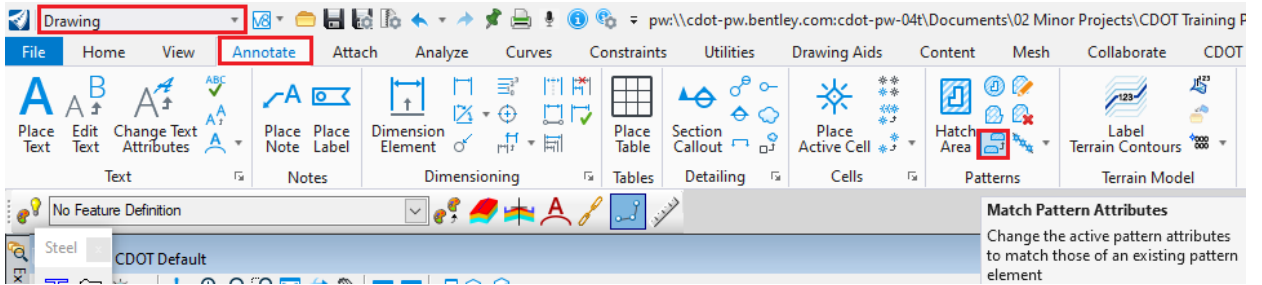 Drawing
pw:\\cdot-pw.bentley.com:cdot-pw-04t\Documents\02 Minor Projects\CDOT Training P
File Home View Annotate Attach Analyze Curves Constraints Utilities Drawing Aids Content Mesh Collaborate CDOT
Place Text
Edit Text
Change Text Attributes
Place Note
Place Label
Dimension Element
Place Table
Section Callout
Place Active Cell
Hatch Area
Label Terrain Contours
Text Notes Dimensioning Tables Detailing Cells Patterns Terrain Model
No Feature Definition
Match Pattern Attributes
Change the active pattern attributes
to match those of an existing pattern
element
Steel
CDOT Default
Ex